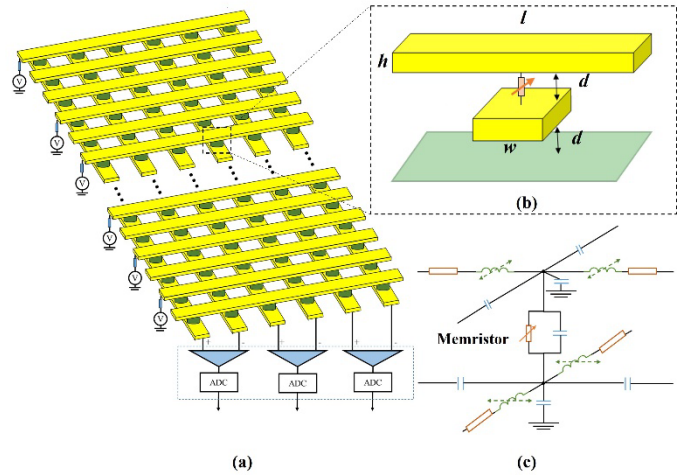 l
h
d
d
w
(b)
V
V
V
V
V
V
V
V
+
-
+
-
+
-
ADC
ADC
ADC
Memristor
(a)
(c)